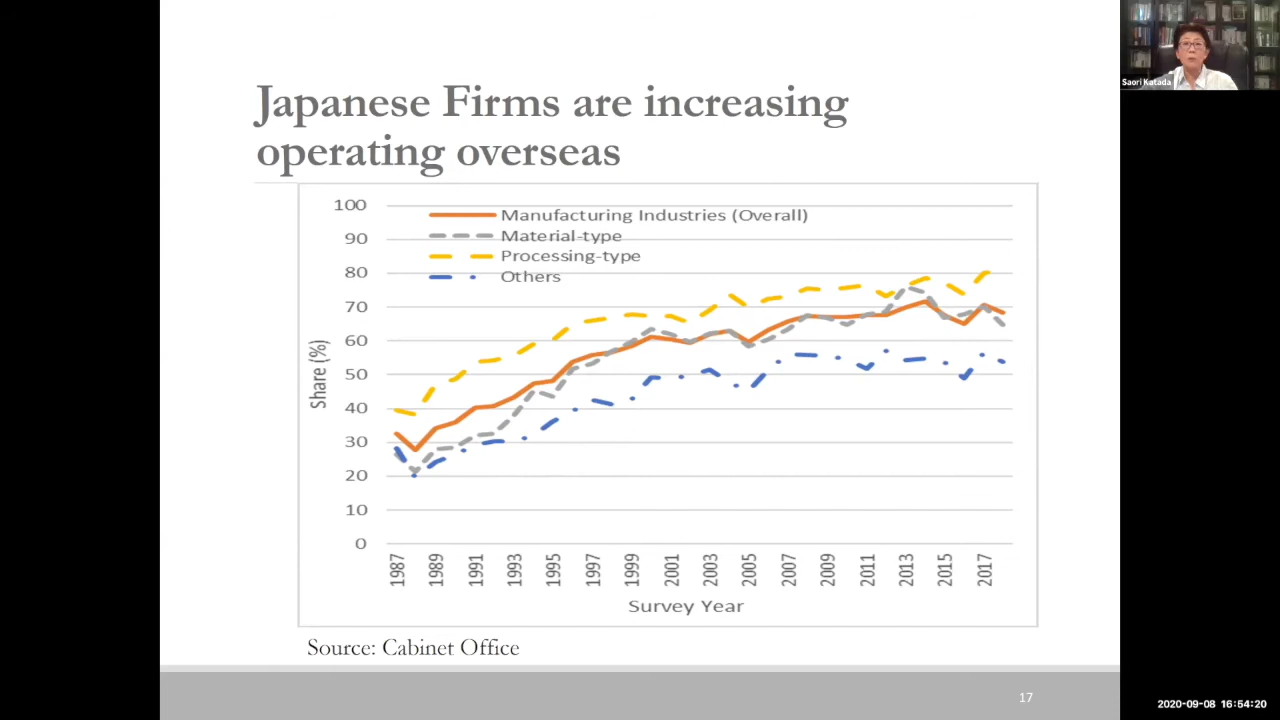 Japanese Firms are increasing
operating overseas
Saori Katada
Manufacturing Industries (Overall)
Material-type
Processing-type
Others
Share (%)
100
90
80
70
60
50
40
30
20
10
0
1987
1989
1991
1993
1995
1997
1999
2001
2003
2005
2007
2009
2011
2013
2015
2017
Survey Year
Source: Cabinet Office
17
2020-09-08 16:54:20